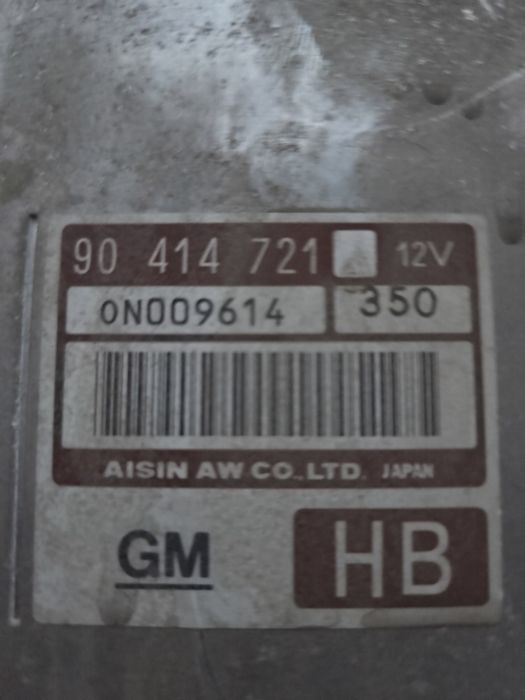 90 414 721 12V
0N009614 350
AISIN AW CO.,LTD. JAPAN
GM HB